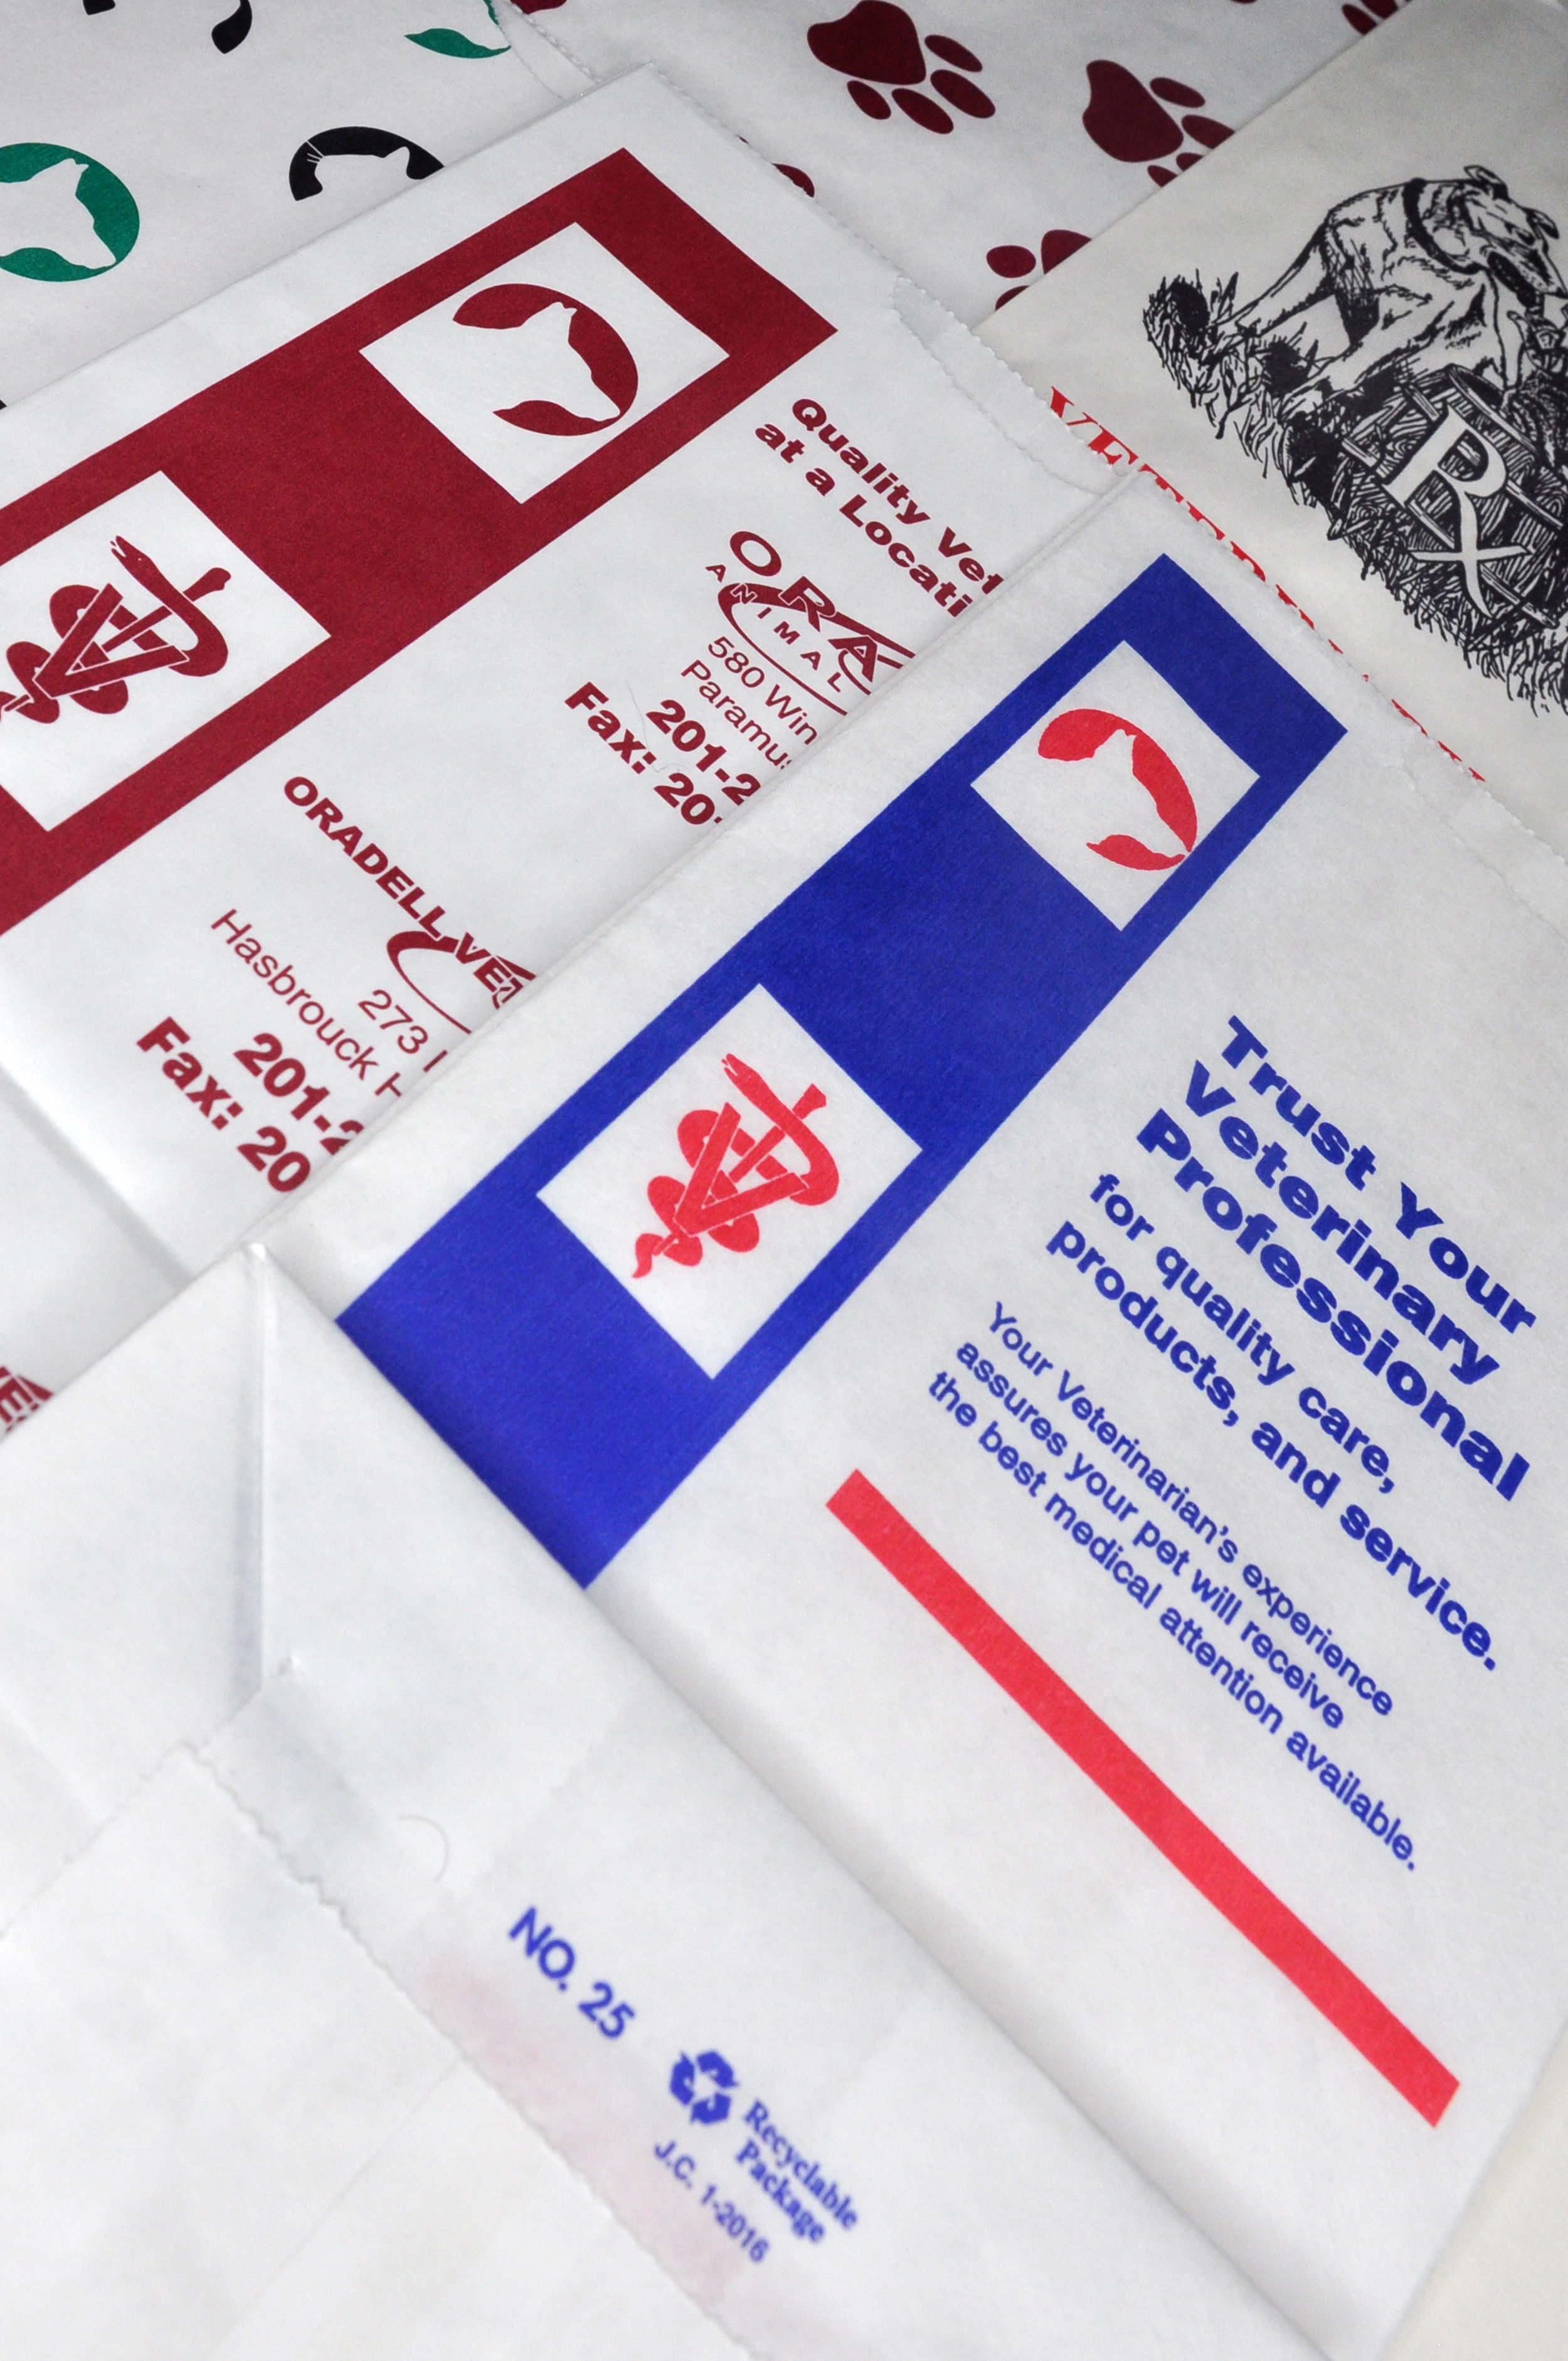 Quality Vet
at a Locati
ORA
ANIMAL
580 Win
Paramu
201-2
Fax: 20
ORADELL VE
273
Hasbrouck H
201-2
Fax: 20
Rx
Trust Your
Veterinary
Professional
for quality care,
products, and service.
Your Veterinarian's experience
assures your pet will receive
the best medical attention available.
NO. 25
Recyclable
Package
J.C. 1-2016